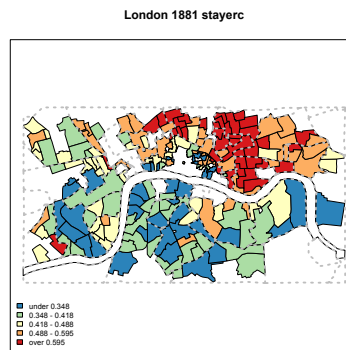 London 1881 stayerc
under 0.348
0.348 - 0.418
0.418 - 0.488
0.488 - 0.595
over 0.595